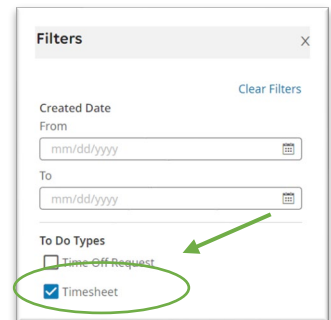 Filters X
Clear Filters
Created Date
From
mm/dd/yyyy
To
mm/dd/yyyy
To Do Types
Time Off Request
Timesheet